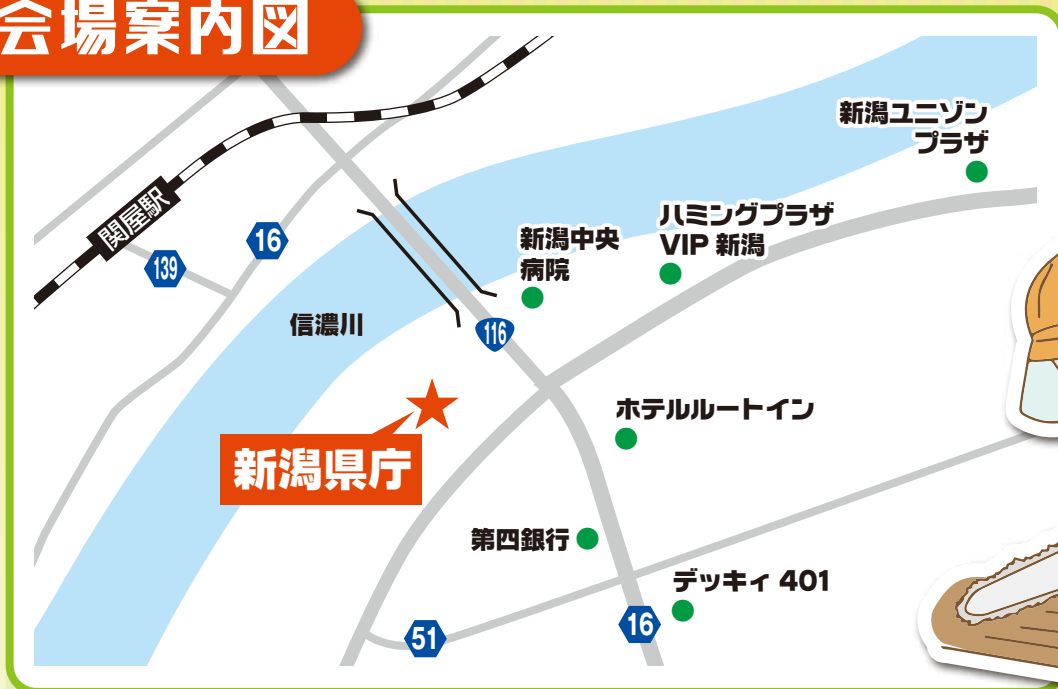 会場案内図
新潟ユニゾン
プラザ
ハミングプラザ
VIP 新潟
新潟中央
病院
関屋駅
16
139
信濃川
116
ホテルルートイン
新潟県庁
第四銀行
デッキィ 401
51
16